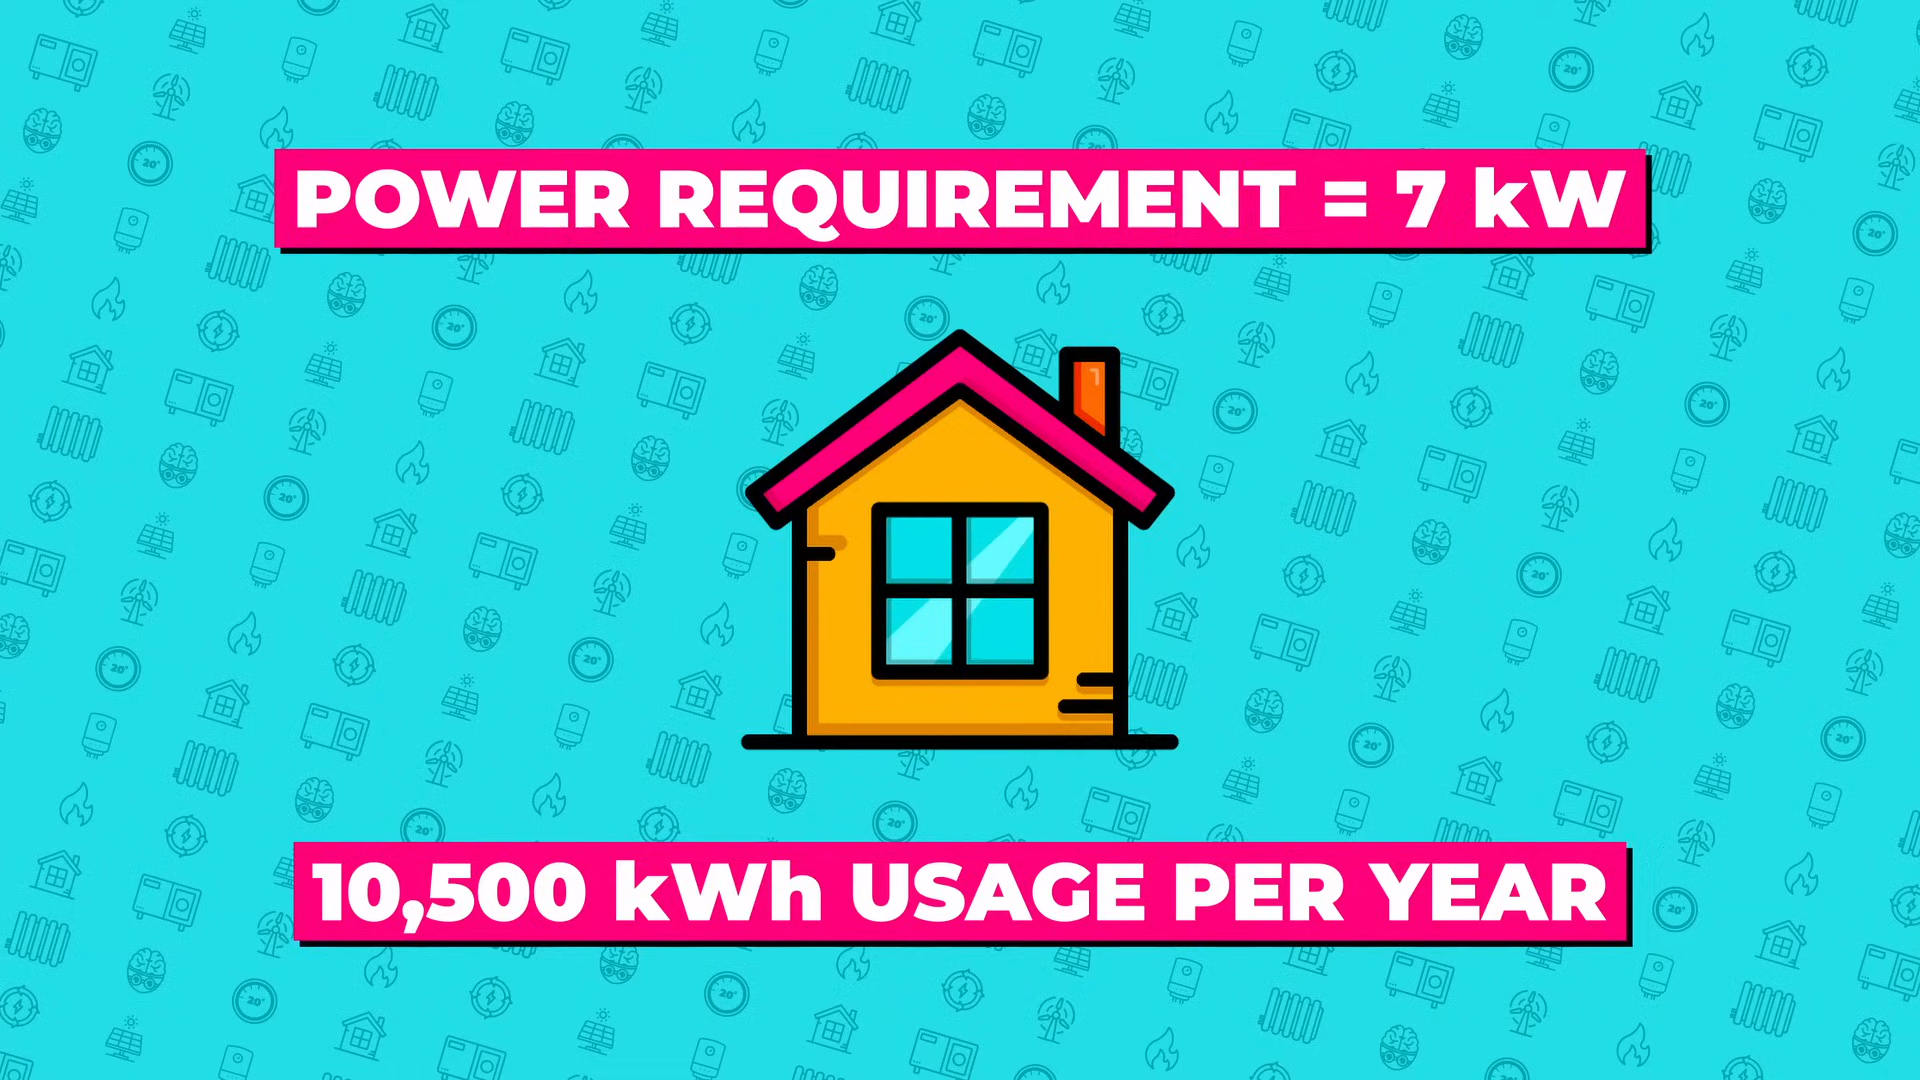 POWER REQUIREMENT = 7 kW
10,500 kWh USAGE PER YEAR